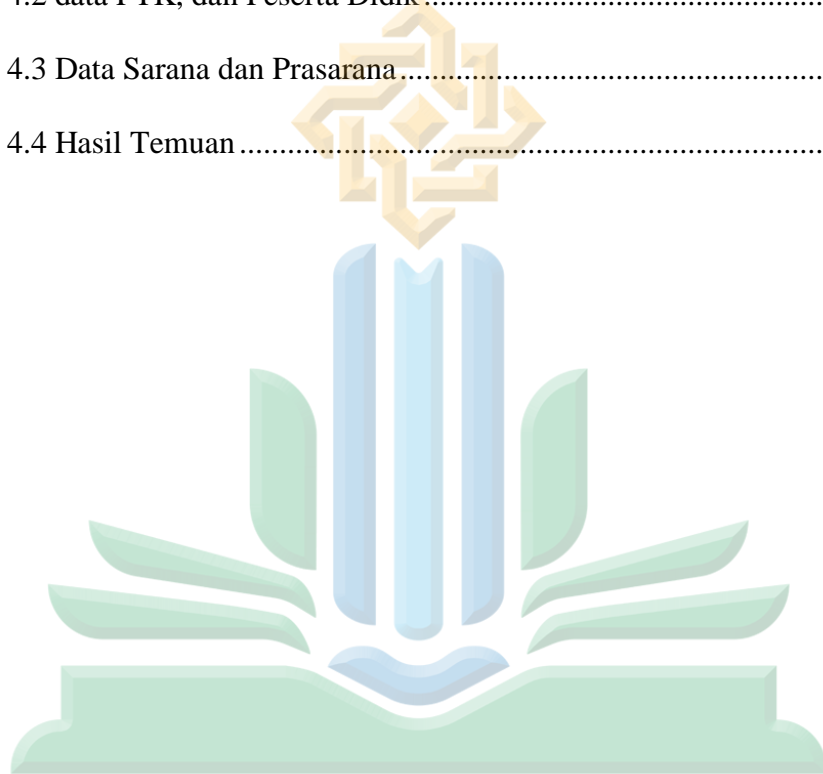 4.2 data PTK, dan Peserta Didik..................................................
4.3 Data Sarana dan Prasarana.....................................................
4.4 Hasil Temuan..........................................................................